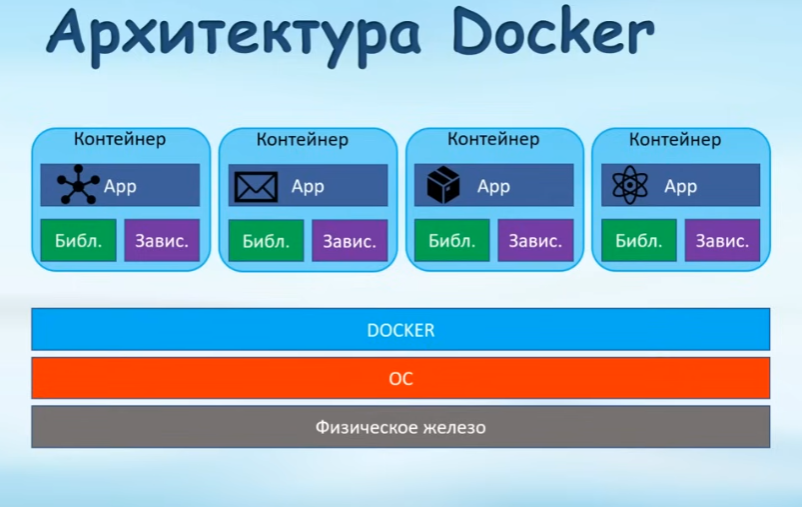 Архитектура Docker
Контейнер Контейнер Контейнер Контейнер
App App App App
Библ. Завис. Библ. Завис. Библ. Завис. Библ. Завис.
DOCKER
ОС
Физическое железо